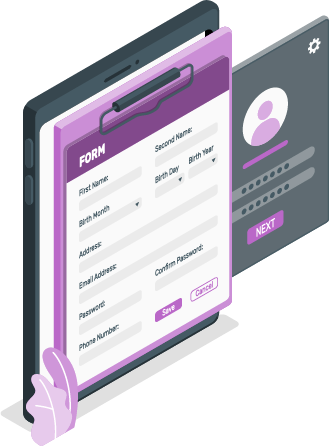 FORM
First Name:
Second Name:
Birth Month
Birth Day
Birth Year
Address:
Email Address:
Password:
Confirm Password:
Phone Number:
Save
Cancel
NEXT